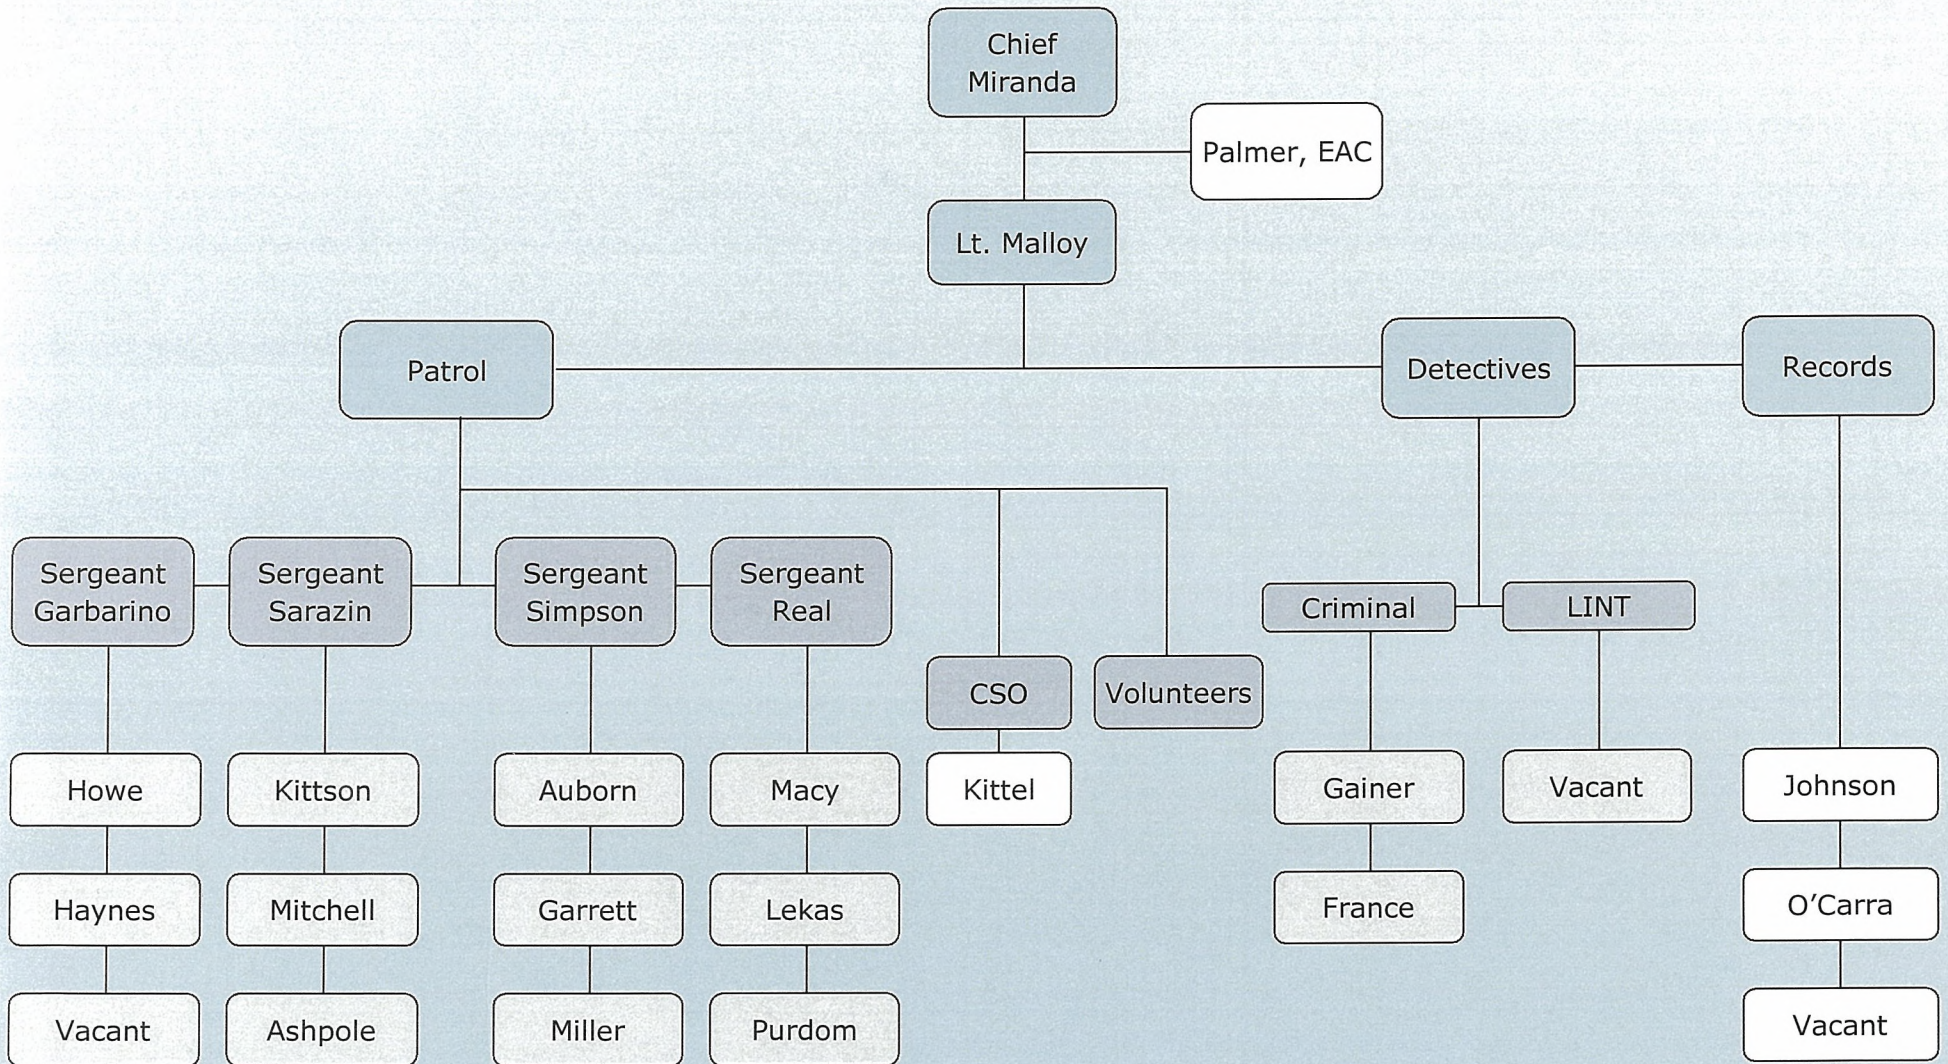 Chief
Miranda
Palmer, EAC
Lt. Malloy
Patrol
Detectives
Records
Sergeant
Garbarino
Sergeant
Sarazin
Sergeant
Simpson
Sergeant
Real
Criminal
LINT
CSO
Volunteers
Howe
Kittson
Auborn
Macy
Kittel
Gainer
Vacant
Johnson
Haynes
Mitchell
Garrett
Lekas
France
O'Carra
Vacant
Ashpole
Miller
Purdom
Vacant